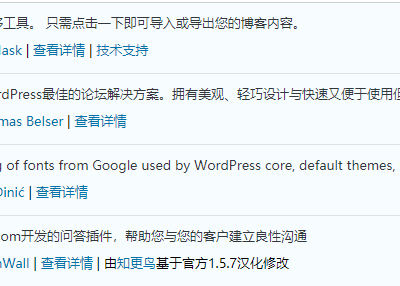 工具。 只需点击一下即可导入或导出您的博客内容。
ask | 查看详情 | 技术支持
rdPress最佳的论坛解决方案。拥有美观、轻巧设计与快速又便于使用
mas Belser | 查看详情
g of fonts from Google used by WordPress core, default themes,
Dinić | 查看详情
om开发的问答插件，帮助您与您的客户建立良性沟通
nWall | 查看详情 | 由知更鸟基于官方1.5.7汉化修改